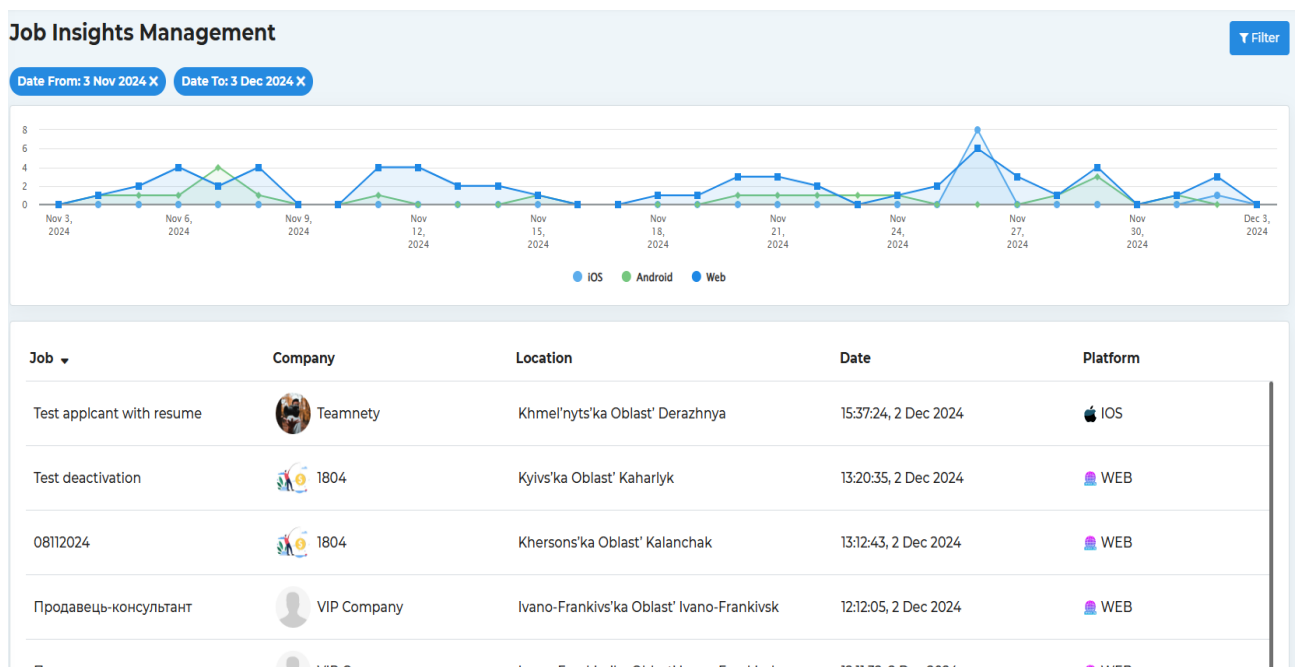 Job Insights Management
Filter
Date From: 3 Nov 2024 X Date To: 3 Dec 2024 X
8
6
4
2
0
Nov 3, Nov 6, Nov 9, Nov Nov Nov Nov Nov Nov Nov Dec 3,
2024 2024 2024 12, 15, 18, 21, 24, 27, 30, 2024
2024 2024 2024 2024 2024 2024 2024
iOS Android Web
Job Company Location Date Platform
Test applcant with resume Teamnety Khmel'nyts'ka Oblast' Derazhnya 15:37:24, 2 Dec 2024 IOS
Test deactivation 1804 Kyivs'ka Oblast' Kaharlyk 13:20:35, 2 Dec 2024 WEB
08112024 1804 Khersons'ka Oblast' Kalanchak 13:12:43, 2 Dec 2024 WEB
Продавець-консультант VIP Company Ivano-Frankivs'ka Oblast' Ivano-Frankivsk 12:12:05, 2 Dec 2024 WEB